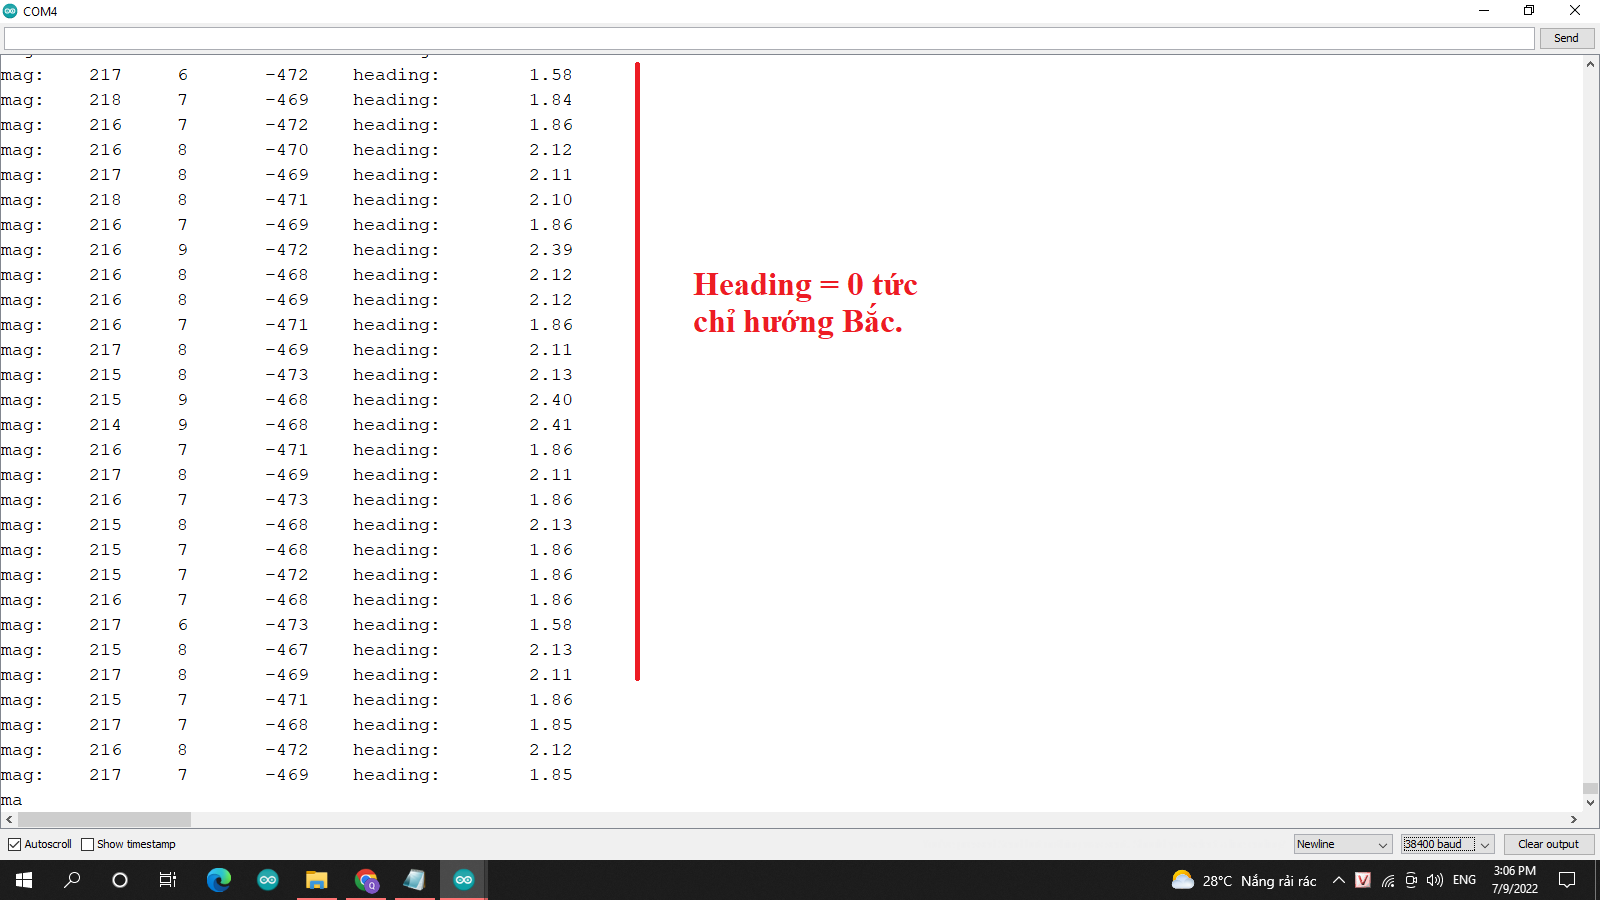 COM4
Send
mag: 217 6 -472 heading: 1.58
mag: 218 7 -469 heading: 1.84
mag: 216 7 -472 heading: 1.86
mag: 216 8 -470 heading: 2.12
mag: 217 8 -469 heading: 2.11
mag: 218 8 -471 heading: 2.10
mag: 216 7 -469 heading: 1.86
mag: 216 9 -472 heading: 2.39
mag: 216 8 -468 heading: 2.12
mag: 216 8 -469 heading: 2.12
mag: 216 7 -471 heading: 1.86
mag: 217 8 -469 heading: 2.11
mag: 215 8 -473 heading: 2.13
mag: 215 9 -468 heading: 2.40
mag: 214 9 -468 heading: 2.41
mag: 216 7 -471 heading: 1.86
mag: 217 8 -469 heading: 2.11
mag: 216 7 -473 heading: 1.86
mag: 215 8 -468 heading: 2.13
mag: 215 7 -468 heading: 1.86
mag: 215 7 -472 heading: 1.86
mag: 216 7 -468 heading: 1.86
mag: 217 6 -473 heading: 1.58
mag: 215 8 -467 heading: 2.13
mag: 217 8 -469 heading: 2.11
mag: 215 7 -471 heading: 1.86
mag: 217 7 -468 heading: 1.85
mag: 216 8 -472 heading: 2.12
mag: 217 7 -469 heading: 1.85
ma
Heading = 0 tức
chỉ hướng Bắc.
Autoscroll Show timestamp Newline 38400 baud Clear output
28°C Nắng rải rác ENG 3:06 PM
7/9/2022